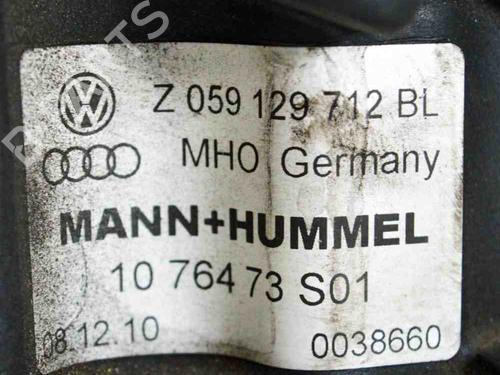 Z 059 129 712 BL
MHO Germany
MANN+HUMMEL
10 764 73 S01
08.12.10 0038660